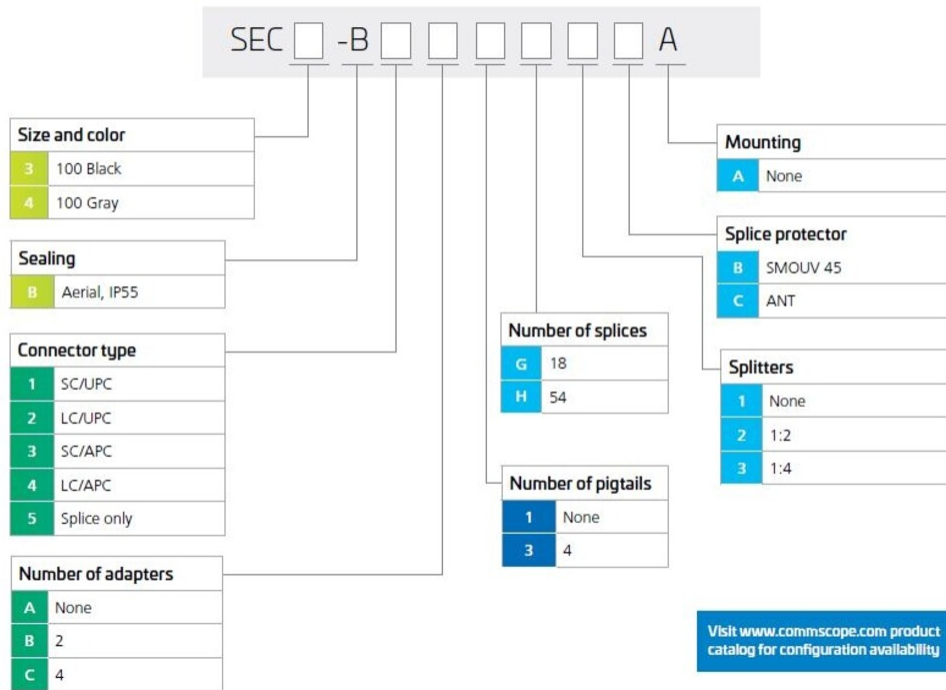 SEC -B A
Size and color
3 100 Black
4 100 Gray
Sealing
B Aerial, IP55
Connector type
1 SC/UPC
2 LC/UPC
3 SC/APC
4 LC/APC
5 Splice only
Number of adapters
A None
B 2
C 4
Number of splices
G 18
H 54
Number of pigtails
1 None
3 4
Mounting
A None
Splice protector
B SMOUV 45
C ANT
Splitters
1 None
2 1:2
3 1:4
Visit www.commscope.com product
catalog for configuration availability